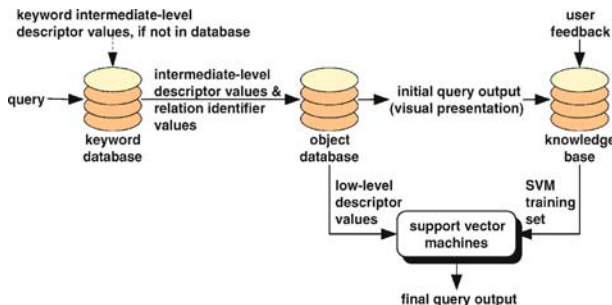 keyword intermediate-level
descriptor values, if not in database
user
feedback
query
intermediate-level
descriptor values &
relation identifier
values
initial query output
(visual presentation)
keyword
database
object
database
knowledge
base
low-level
descriptor
values
SVM
training
set
support vector
machines
final query output